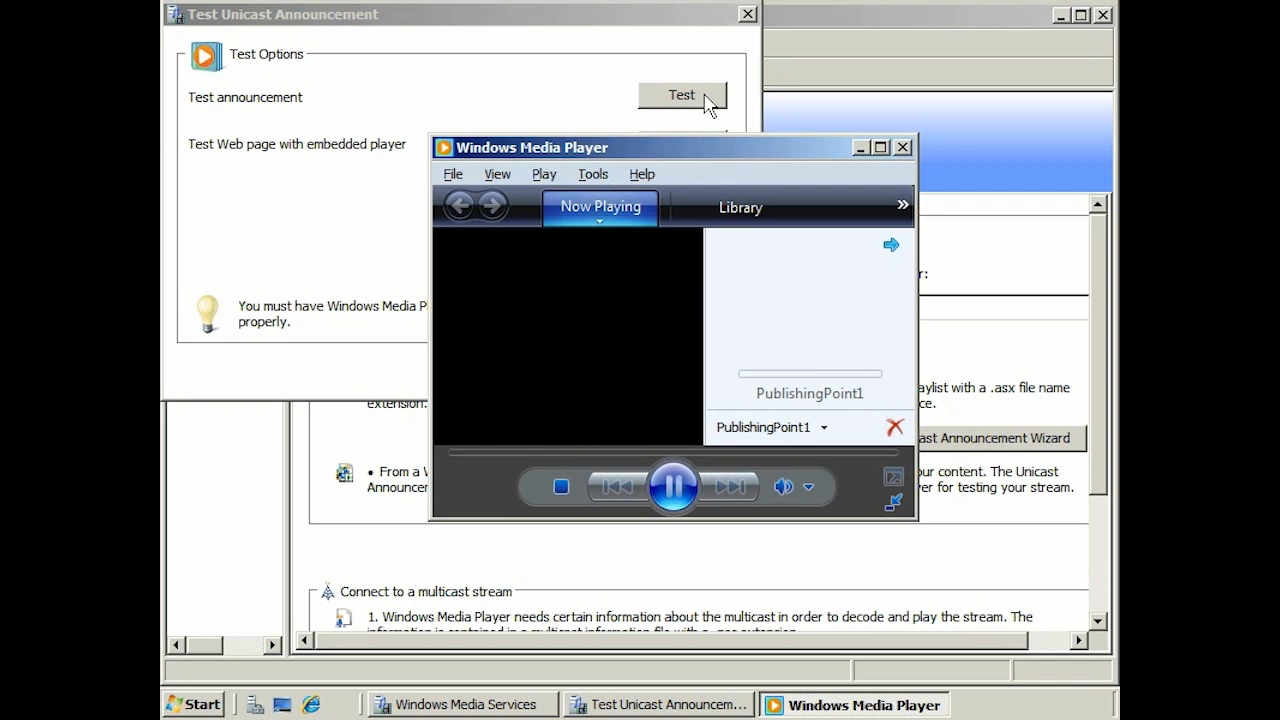 Test Unicast Announcement
Test Options
Test announcement
Test
Test Web page with embedded player
Windows Media Player
File View Play Tools Help
Now Playing
Library
»
r:
You must have Windows Media P
properly.
PublishingPoint1
PublishingPoint1
aylist with a .asx file name
extension.
ce.
ast Announcement Wizard
• From a W
our content. The Unicast
Announce
er for testing your stream.
Connect to a multicast stream
1. Windows Media Player needs certain information about the multicast in order to decode and play the stream. The
Start
Windows Media Services
Test Unicast Announcem...
Windows Media Player